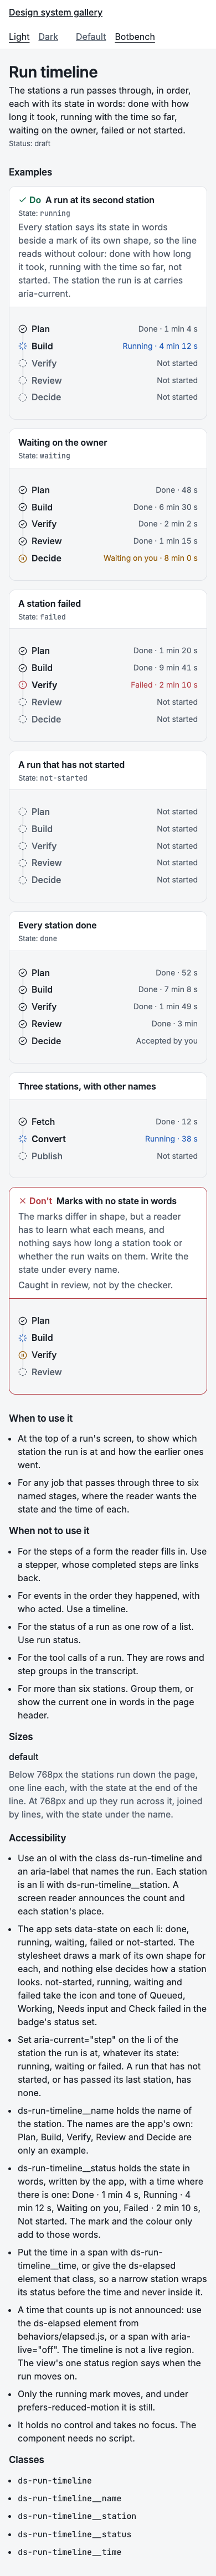 Design system gallery
Light Dark Default Botbench
Run timeline
The stations a run passes through, in order,
each with its state in words: done with how
long it took, running with the time so far,
waiting on the owner, failed or not started.
Status: draft
Examples
Do A run at its second station
State: running
Every station says its state in words
beside a mark of its own shape, so the line
reads without colour: done with how long
it took, running with the time so far, not
started. The station the run is at carries
aria-current.
Plan Done · 1 min 4 s
Build Running · 4 min 12 s
Verify Not started
Review Not started
Decide Not started
Waiting on the owner
State: waiting
Plan Done · 48 s
Build Done · 6 min 30 s
Verify Done · 2 min 2 s
Review Done · 1 min 15 s
Decide Waiting on you · 8 min 0 s
A station failed
State: failed
Plan Done · 1 min 20 s
Build Done · 9 min 41 s
Verify Failed · 2 min 10 s
Review Not started
Decide Not started
A run that has not started
State: not-started
Plan Not started
Build Not started
Verify Not started
Review Not started
Decide Not started
Every station done
State: done
Plan Done · 52 s
Build Done · 7 min 8 s
Verify Done · 1 min 49 s
Review Done · 3 min
Decide Accepted by you
Three stations, with other names
Fetch Done · 12 s
Convert Running · 38 s
Publish Not started
Don't Marks with no state in words
The marks differ in shape, but a reader
has to learn what each means, and
nothing says how long a station took or
whether the run waits on them. Write the
state under every name.
Caught in review, not by the checker.
Plan
Build
Verify
Review
When to use it
• At the top of a run's screen, to show which
station the run is at and how the earlier ones
went.
• For any job that passes through three to six
named stages, where the reader wants the
state and the time of each.
When not to use it
• For the steps of a form the reader fills in. Use
a stepper, whose completed steps are links
back.
• For events in the order they happened, with
who acted. Use a timeline.
• For the status of a run as one row of a list.
Use run status.
• For the tool calls of a run. They are rows and
step groups in the transcript.
• For more than six stations. Group them, or
show the current one in words in the page
header.
Sizes
default
Below 768px the stations run down the page,
one line each, with the state at the end of the
line. At 768px and up they run across it, joined
by lines, with the state under the name.
Accessibility
• Use an ol with the class ds-run-timeline and
an aria-label that names the run. Each station
is an li with ds-run-timeline__station. A
screen reader announces the count and
each station's place.
• The app sets data-state on each li: done,
running, waiting, failed or not-started. The
stylesheet draws a mark of its own shape for
each, and nothing else decides how a station
looks. not-started, running, waiting and
failed take the icon and tone of Queued,
Working, Needs input and Check failed in the
badge's status set.
• Set aria-current="step" on the li of the
station the run is at, whatever its state:
running, waiting or failed. A run that has not
started, or has passed its last station, has
none.
• ds-run-timeline__name holds the name of
the station. The names are the app's own:
Plan, Build, Verify, Review and Decide are
only an example.
• ds-run-timeline__status holds the state in
words, written by the app, with a time where
there is one: Done · 1 min 4 s, Running · 4
min 12 s, Waiting on you, Failed · 2 min 10 s,
Not started. The mark and the colour only
add to those words.
• Put the time in a span with ds-run-
timeline__time, or give the ds-elapsed
element that class, so a narrow station wraps
its status before the time and never inside it.
• A time that counts up is not announced: use
the ds-elapsed element from
behaviors/elapsed.js, or a span with aria-
live="off". The timeline is not a live region.
The view's one status region says when the
run moves on.
• Only the running mark moves, and under
prefers-reduced-motion it is still.
• It holds no control and takes no focus. The
component needs no script.
Classes
• ds-run-timeline
• ds-run-timeline__name
• ds-run-timeline__station
• ds-run-timeline__status
• ds-run-timeline__time